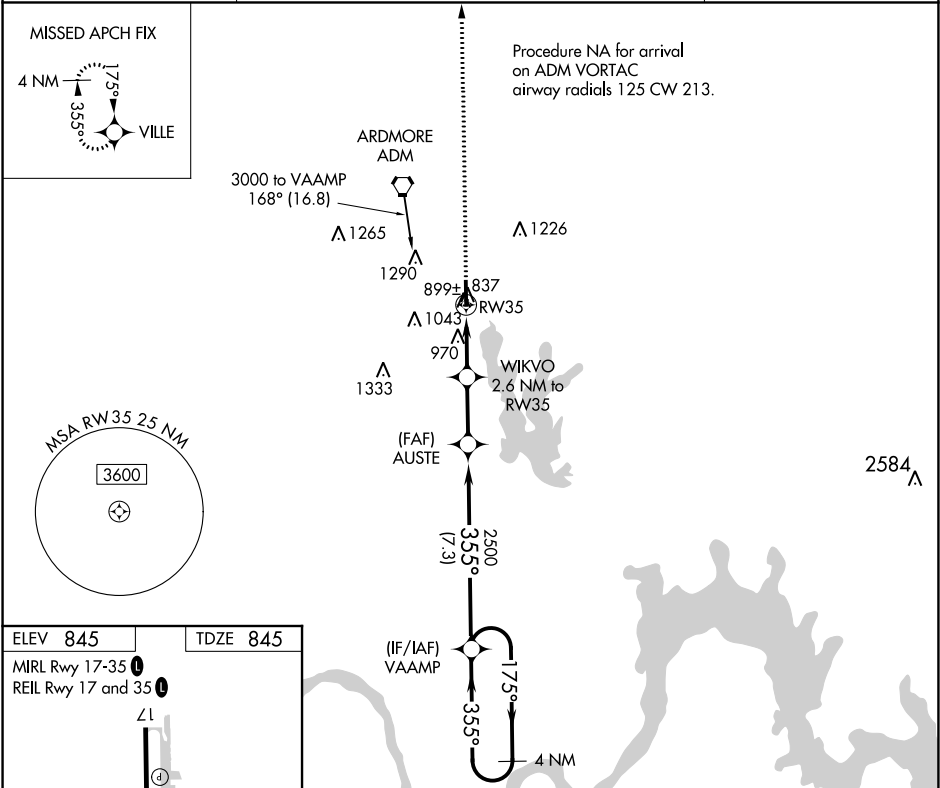 MISSED APCH FIX
4 NM
175°
355°
VILLE
Procedure NA for arrival
on ADM VORTAC
airway radials 125 CW 213.
ARDMORE
ADM
3000 to VAAMP
168° (16.8)
1265
1226
1290
899±
837
RW35
1043
970
1333
WIKVO
2.6 NM to
RW35
(FAF)
AUSTE
MSA RW35 25 NM
3600
2584
2500
355°
(7.3)
(IF/IAF)
VAAMP
175°
355°
4 NM
ELEV 845
TDZE 845
MIRL Rwy 17-35 L
REIL Rwy 17 and 35 L
17
P